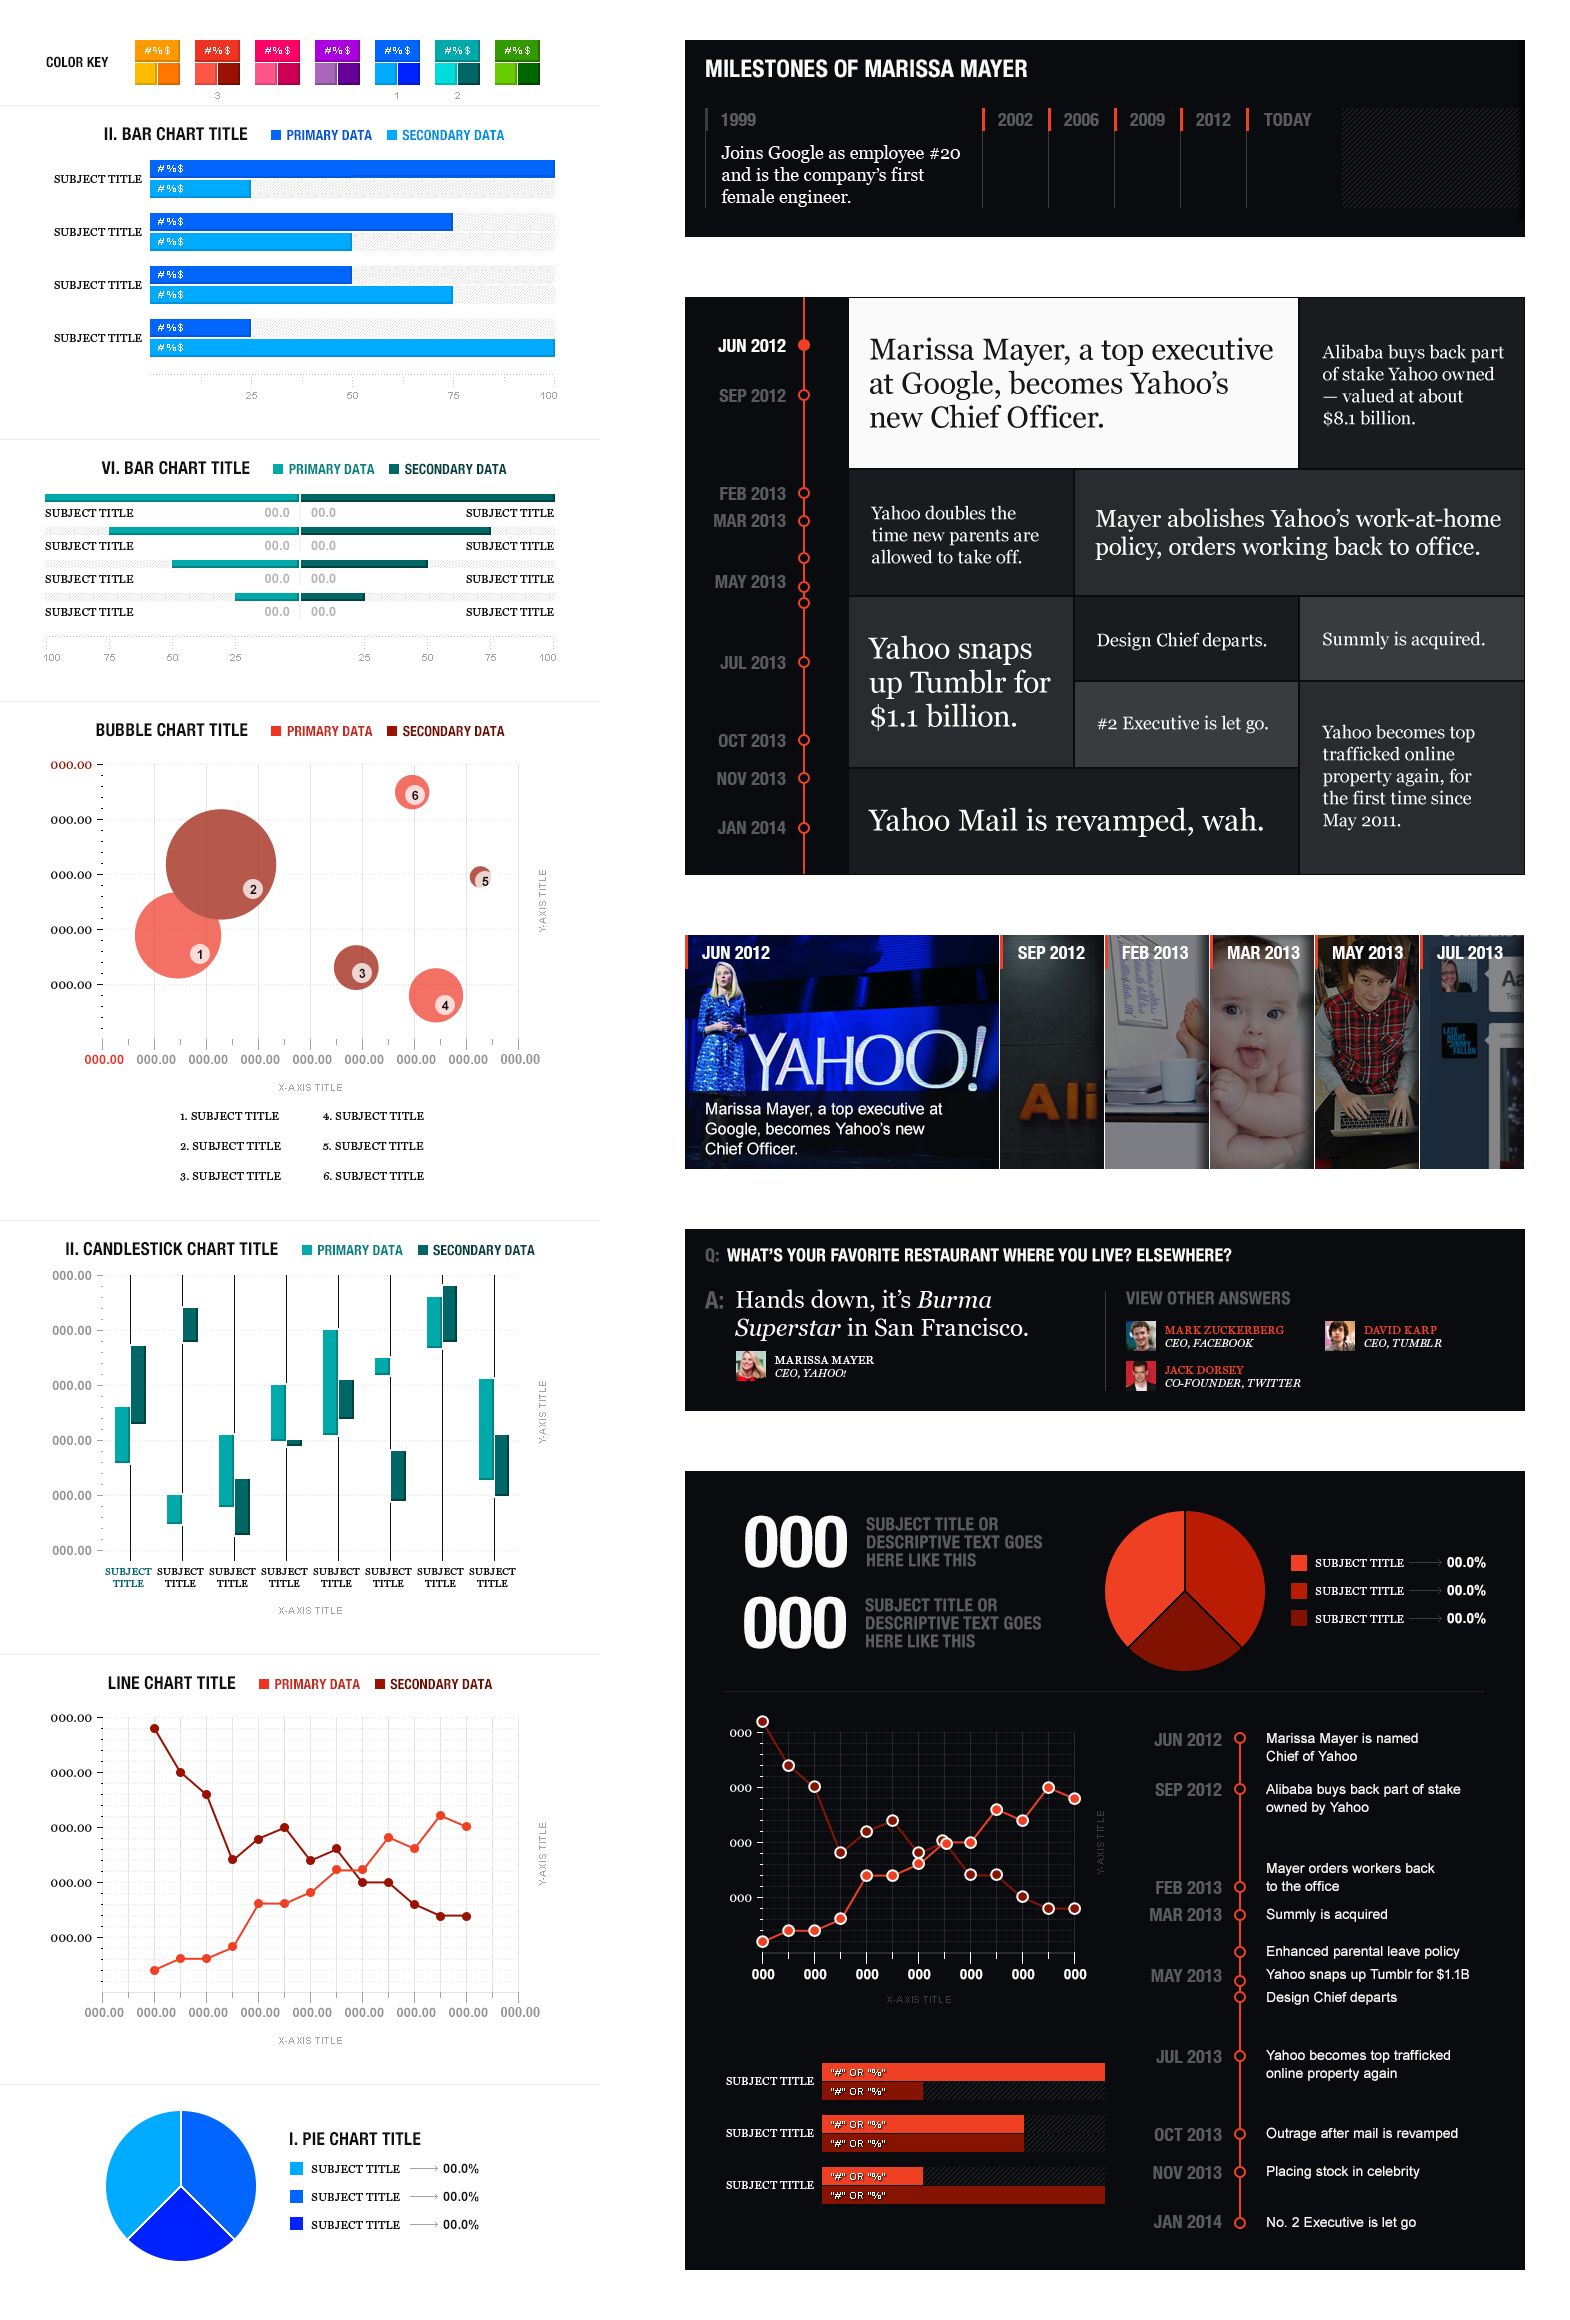 COLOR KEY
#%$ #%$ #%$ #%$ #%$ #%$ #%$
3 1 2
II. BAR CHART TITLE PRIMARY DATA SECONDARY DATA
SUBJECT TITLE
#%$
#%$
SUBJECT TITLE
#%$
#%$
SUBJECT TITLE
#%$
#%$
SUBJECT TITLE
#%$
#%$
25 50 75 100
VI. BAR CHART TITLE PRIMARY DATA SECONDARY DATA
SUBJECT TITLE 00.0 00.0 SUBJECT TITLE
SUBJECT TITLE 00.0 00.0 SUBJECT TITLE
SUBJECT TITLE 00.0 00.0 SUBJECT TITLE
SUBJECT TITLE 00.0 00.0 SUBJECT TITLE
100 75 50 25 25 50 75 100
BUBBLE CHART TITLE PRIMARY DATA SECONDARY DATA
000.00
000.00
000.00
000.00
000.00
6
2
5
1
3
4
Y-AXIS TITLE
000.00 000.00 000.00 000.00 000.00 000.00 000.00 000.00 000.00
X-AXIS TITLE
1. SUBJECT TITLE 4. SUBJECT TITLE
2. SUBJECT TITLE 5. SUBJECT TITLE
3. SUBJECT TITLE 6. SUBJECT TITLE
II. CANDLESTICK CHART TITLE PRIMARY DATA SECONDARY DATA
000.00
000.00
000.00
000.00
000.00
000.00
Y-AXIS TITLE
SUBJECT SUBJECT SUBJECT SUBJECT SUBJECT SUBJECT SUBJECT SUBJECT
TITLE TITLE TITLE TITLE TITLE TITLE TITLE TITLE
X-AXIS TITLE
LINE CHART TITLE PRIMARY DATA SECONDARY DATA
000.00
000.00
000.00
000.00
000.00
Y-AXIS TITLE
000.00 000.00 000.00 000.00 000.00 000.00 000.00 000.00 000.00
X-AXIS TITLE
I. PIE CHART TITLE
SUBJECT TITLE 00.0%
SUBJECT TITLE 00.0%
SUBJECT TITLE 00.0%
MILESTONES OF MARISSA MAYER
1999 2002 2006 2009 2012 TODAY
Joins Google as employee #20
and is the company's first
female engineer.
JUN 2012
SEP 2012
FEB 2013
MAR 2013
MAY 2013
JUL 2013
OCT 2013
NOV 2013
JAN 2014
Marissa Mayer, a top executive
at Google, becomes Yahoo's
new Chief Officer.
Alibaba buys back part
of stake Yahoo owned
— valued at about
$8.1 billion.
Yahoo doubles the
time new parents are
allowed to take off.
Mayer abolishes Yahoo's work-at-home
policy, orders working back to office.
Yahoo snaps
up Tumblr for
$1.1 billion.
Design Chief departs.
Summly is acquired.
#2 Executive is let go.
Yahoo becomes top
trafficked online
property again, for
the first time since
May 2011.
Yahoo Mail is revamped, wah.
JUN 2012 SEP 2012 FEB 2013 MAR 2013 MAY 2013 JUL 2013
YAHOO!
Marissa Mayer, a top executive at
Google, becomes Yahoo's new
Chief Officer.
Ali
Aa
Text
LATE
NIGHT
JIMMY
FALLON
Q: WHAT'S YOUR FAVORITE RESTAURANT WHERE YOU LIVE? ELSEWHERE?
A: Hands down, it's Burma
Superstar in San Francisco.
MARISSA MAYER
CEO, YAHOO!
VIEW OTHER ANSWERS
MARK ZUCKERBERG
CEO, FACEBOOK
DAVID KARP
CEO, TUMBLR
JACK DORSEY
CO-FOUNDER, TWITTER
000 SUBJECT TITLE OR
DESCRIPTIVE TEXT GOES
HERE LIKE THIS
000 SUBJECT TITLE OR
DESCRIPTIVE TEXT GOES
HERE LIKE THIS
SUBJECT TITLE 00.0%
SUBJECT TITLE 00.0%
SUBJECT TITLE 00.0%
000
000
000
000
Y-AXIS TITLE
000 000 000 000 000 000 000
X-AXIS TITLE
SUBJECT TITLE
"#" OR "%"
"#" OR "%"
SUBJECT TITLE
"#" OR "%"
"#" OR "%"
SUBJECT TITLE
"#" OR "%"
"#" OR "%"
JUN 2012 Marissa Mayer is named
Chief of Yahoo
SEP 2012 Alibaba buys back part of stake
owned by Yahoo
Mayer orders workers back
FEB 2013 to the office
MAR 2013 Summly is acquired
Enhanced parental leave policy
MAY 2013 Yahoo snaps up Tumblr for $1.1B
Design Chief departs
JUL 2013 Yahoo becomes top trafficked
online property again
OCT 2013 Outrage after mail is revamped
NOV 2013 Placing stock in celebrity
JAN 2014 No. 2 Executive is let go